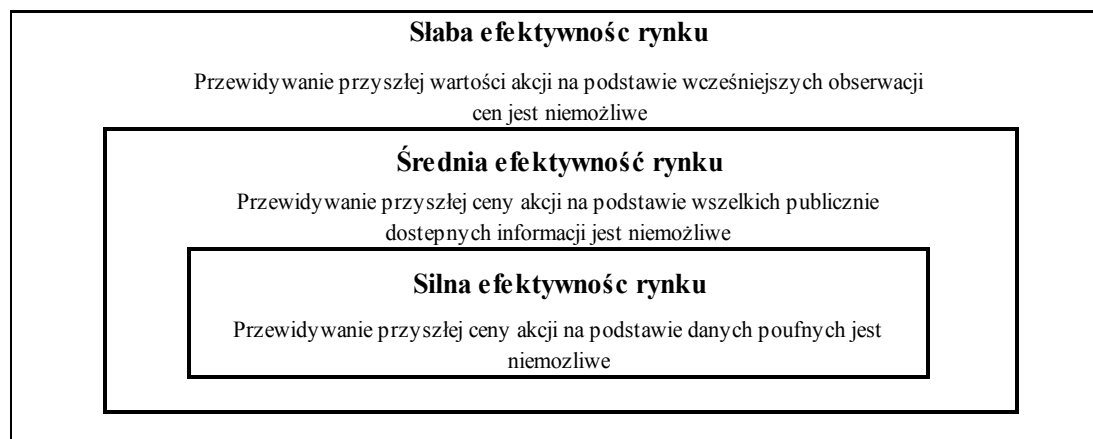 Słaba efektywnośc rynku
Przewidywanie przyszłej wartości akcji na podstawie wcześniejszych obserwacji
cen jest niemożliwe
Średnia efektywność rynku
Przewidywanie przyszłej ceny akcji na podstawie wszelkich publicznie
dostepnych informacji jest niemożliwe
Silna efektywnośc rynku
Przewidywanie przyszłej ceny akcji na podstawie danych poufnych jest
niemozliwe